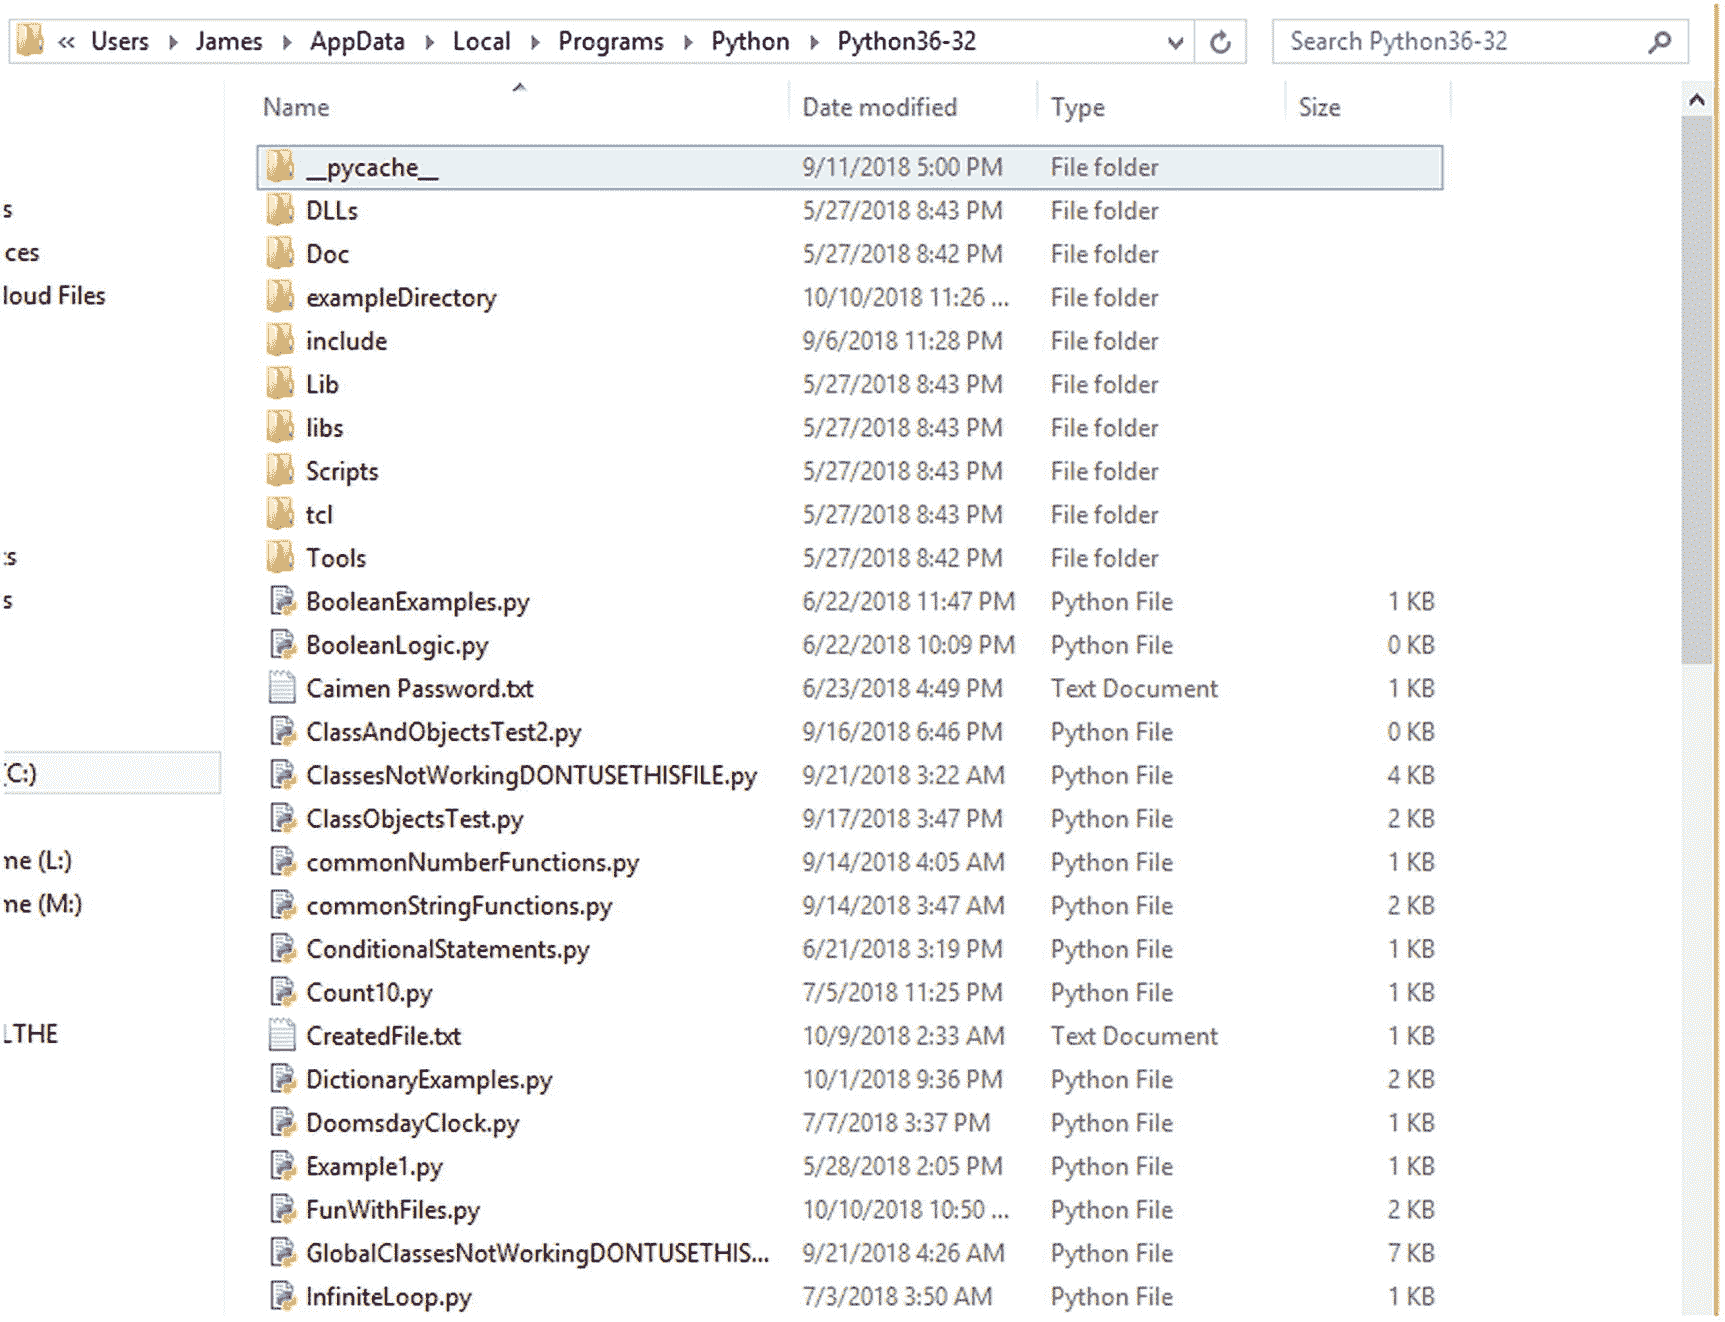 « Users James AppData Local Programs Python Python36-32 Search Python36-32
Name Date modified Type Size
__pycache__ 9/11/2018 5:00 PM File folder
s DLLs 5/27/2018 8:43 PM File folder
ces Doc 5/27/2018 8:42 PM File folder
loud Files exampleDirectory 10/10/2018 11:26 ... File folder
include 9/6/2018 11:28 PM File folder
Lib 5/27/2018 8:43 PM File folder
libs 5/27/2018 8:43 PM File folder
Scripts 5/27/2018 8:43 PM File folder
tcl 5/27/2018 8:43 PM File folder
ts Tools 5/27/2018 8:42 PM File folder
s BooleanExamples.py 6/22/2018 11:47 PM Python File 1 KB
BooleanLogic.py 6/22/2018 10:09 PM Python File 0 KB
Caimen Password.txt 6/23/2018 4:49 PM Text Document 1 KB
ClassAndObjectsTest2.py 9/16/2018 6:46 PM Python File 0 KB
(C:) ClassesNotWorkingDONTUSETHISFILE.py 9/21/2018 3:22 AM Python File 4 KB
ClassObjectsTest.py 9/17/2018 3:47 PM Python File 2 KB
me (L:) commonNumberFunctions.py 9/14/2018 4:05 AM Python File 1 KB
me (M:) commonStringFunctions.py 9/14/2018 3:47 AM Python File 2 KB
ConditionalStatements.py 6/21/2018 3:19 PM Python File 1 KB
Count10.py 7/5/2018 11:25 PM Python File 1 KB
LTHE CreatedFile.txt 10/9/2018 2:33 AM Text Document 1 KB
DictionaryExamples.py 10/1/2018 9:36 PM Python File 2 KB
DoomsdayClock.py 7/7/2018 3:37 PM Python File 1 KB
Example1.py 5/28/2018 2:05 PM Python File 1 KB
FunWithFiles.py 10/10/2018 10:50 ... Python File 2 KB
GlobalClassesNotWorkingDONTUSETHIS... 9/21/2018 4:26 AM Python File 7 KB
InfiniteLoop.py 7/3/2018 3:50 AM Python File 1 KB